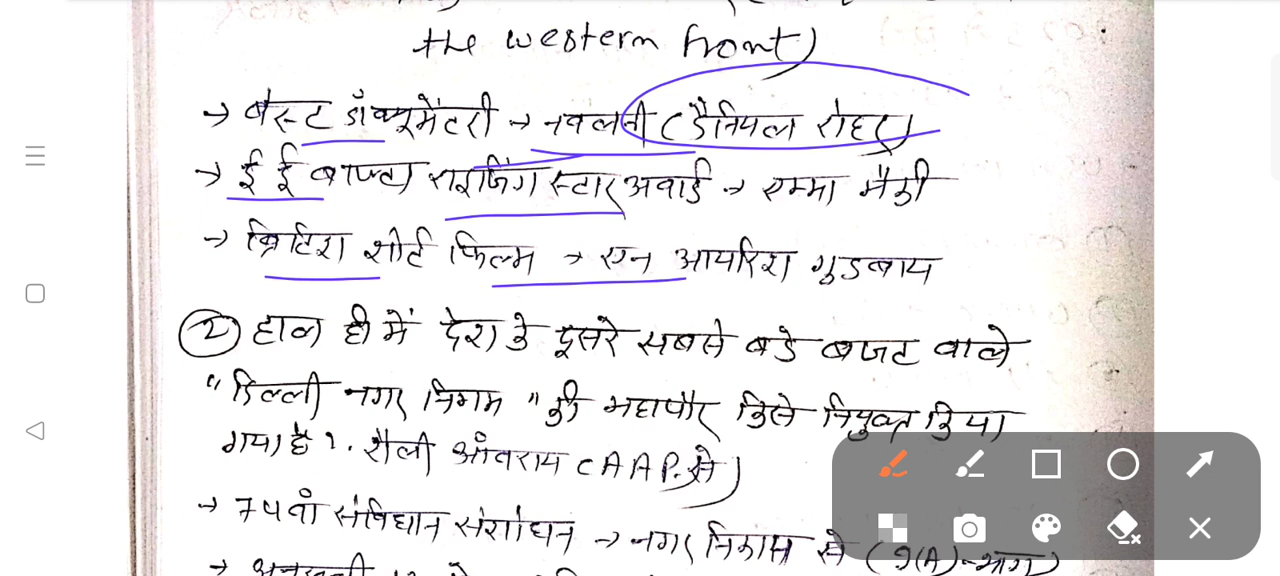 the western front)
→ बेस्ट डॉक्यूमेंटरी → नवलनी (डैनियल रोहर)
→ ई ई बाफ्टा राइजिंग स्टार अवार्ड → एम्मा मैकी
→ ब्रिटिश शोर्ट फिल्म → एन आयरिश गुडबाय
(2) हाल ही में देश के दूसरे सबसे बडे बजट वाले
"दिल्ली नगर निगम" की महापौर किसे नियुक्त किया
गया है ? . शैली ओबराय (AAP. से)
→ 74वां संविधान संशोधन → नगर निकाय से (9(A)-भाग)